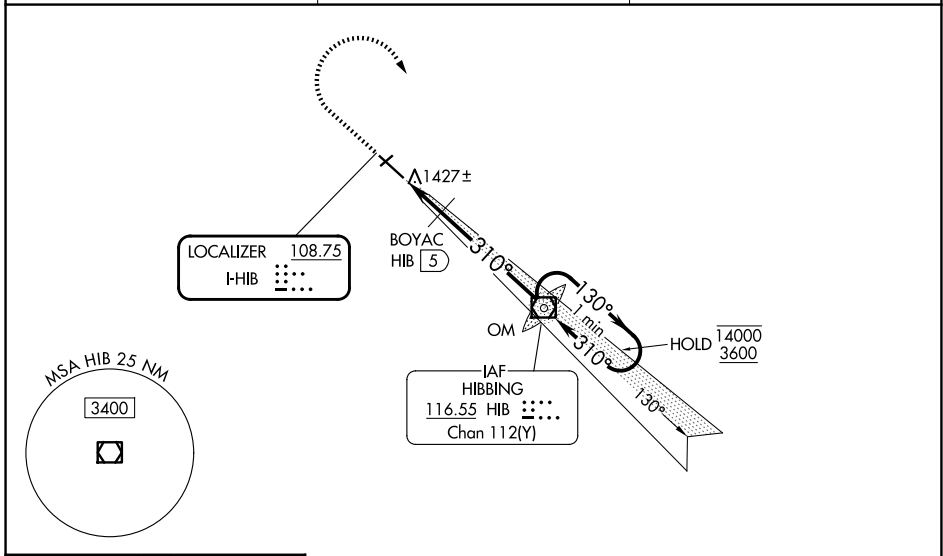 1427±
LOCALIZER 108.75
I-HIB
BOYAC
HIB 5
310°
130°
1 min
310°
OM
HOLD 14000
3600
130°
IAF
HIBBING
116.55 HIB
Chan 112(Y)
MSA HIB 25 NM
3400